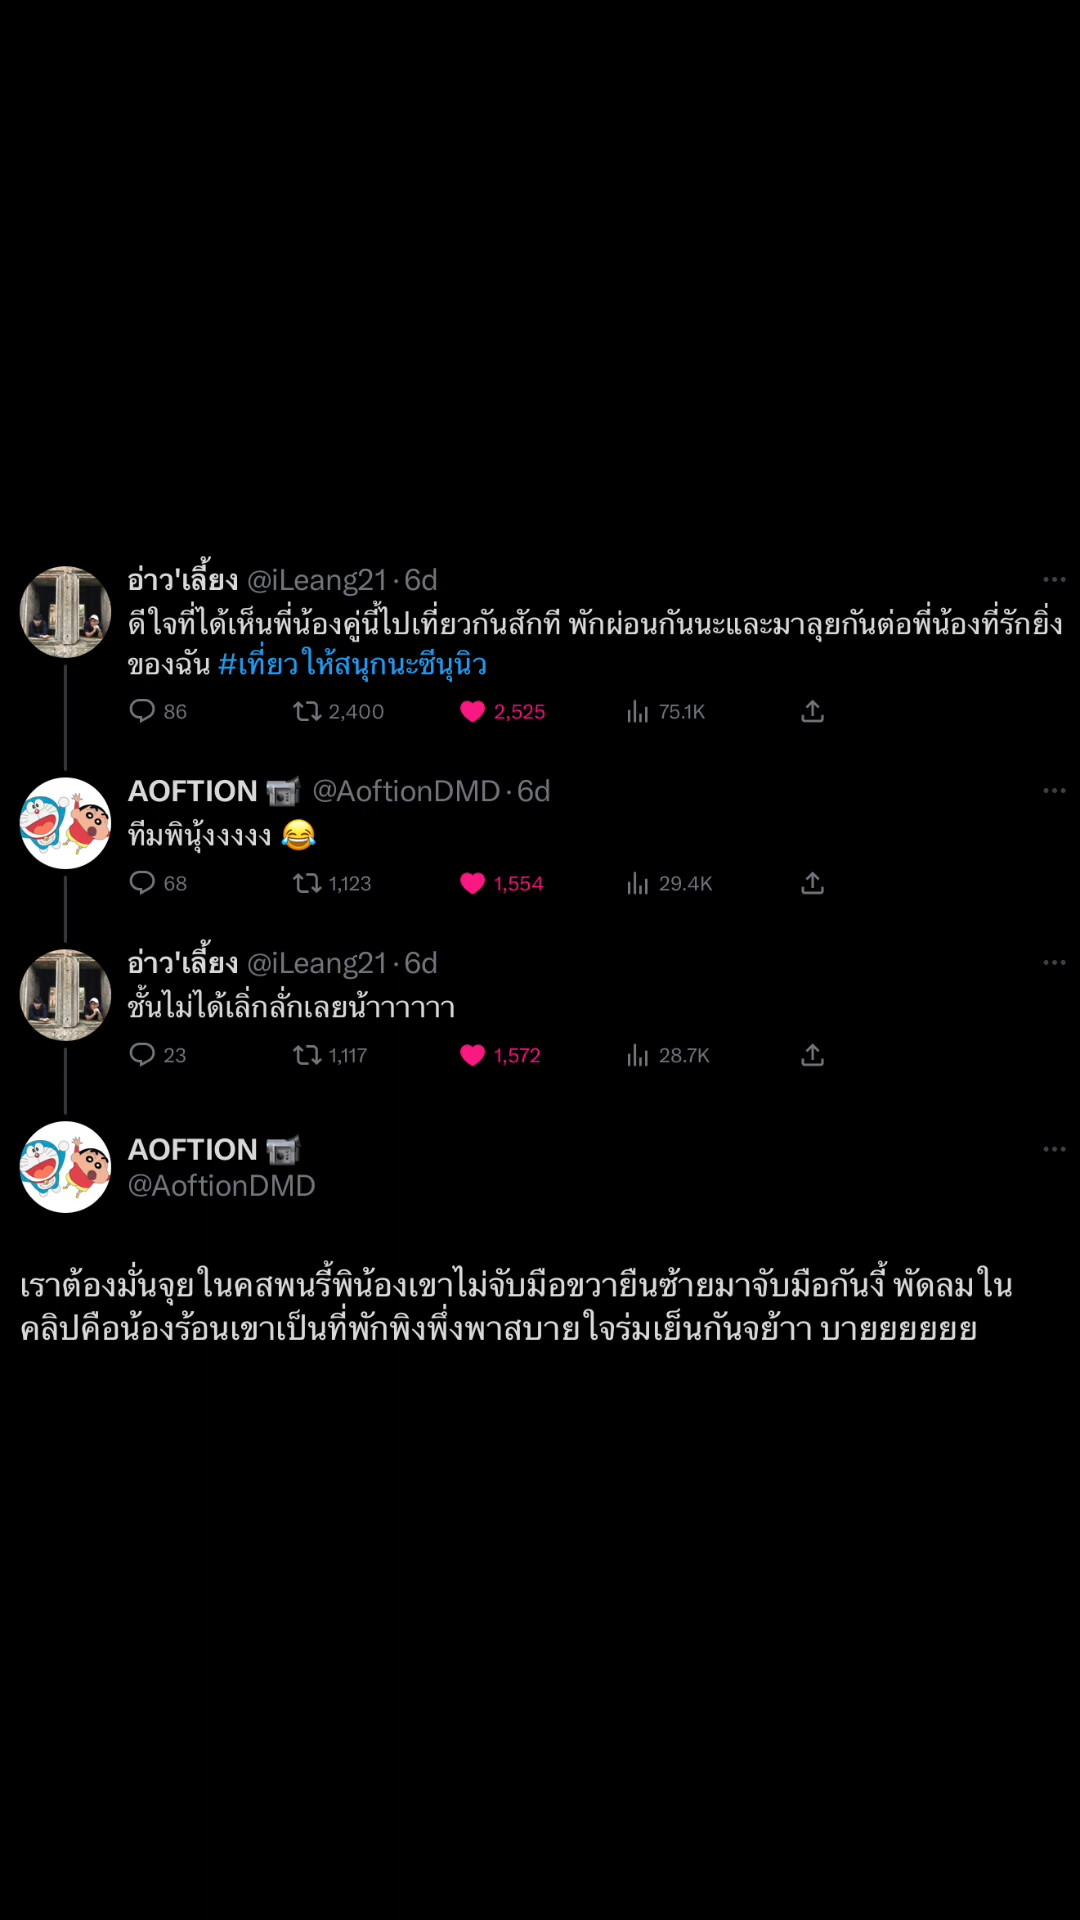 อ่าว'เลี้ยง @iLeang21 · 6d
ดีใจที่ได้เห็นพี่น้องคู่นี้ไปเที่ยวกันสักที พักผ่อนกันนะและมาลุยกันต่อพี่น้องที่รักยิ่ง
ของฉัน #เที่ยวให้สนุกนะซีนุนิว
86 2,400 2,525 75.1K
AOFTION @AoftionDMD · 6d
ทีมพินุ้งงงงง 😂
68 1,123 1,554 29.4K
อ่าว'เลี้ยง @iLeang21 · 6d
ชั้นไม่ได้เลิ่กลั่กเลยน้าาาาาา
23 1,117 1,572 28.7K
AOFTION
@AoftionDMD
เราต้องมั่นจุยในคสพนรี้พิน้องเขาไม่จับมือขวายืนซ้ายมาจับมือกันงี้ พัดลมใน
คลิปคือน้องร้อนเขาเป็นที่พักพิงพึ่งพาสบายใจร่มเย็นกันจย้าา บายยยยยย